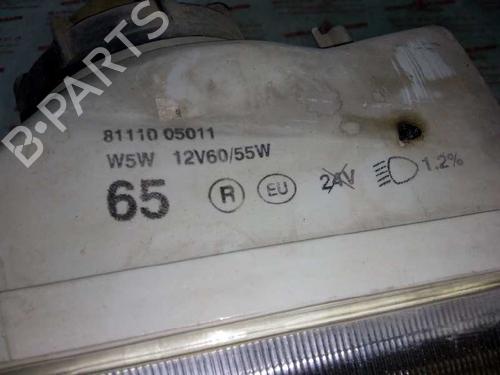 B-PARTS
81110 05011
W5W 12V60/55W
65 R EU 24V 1.2%